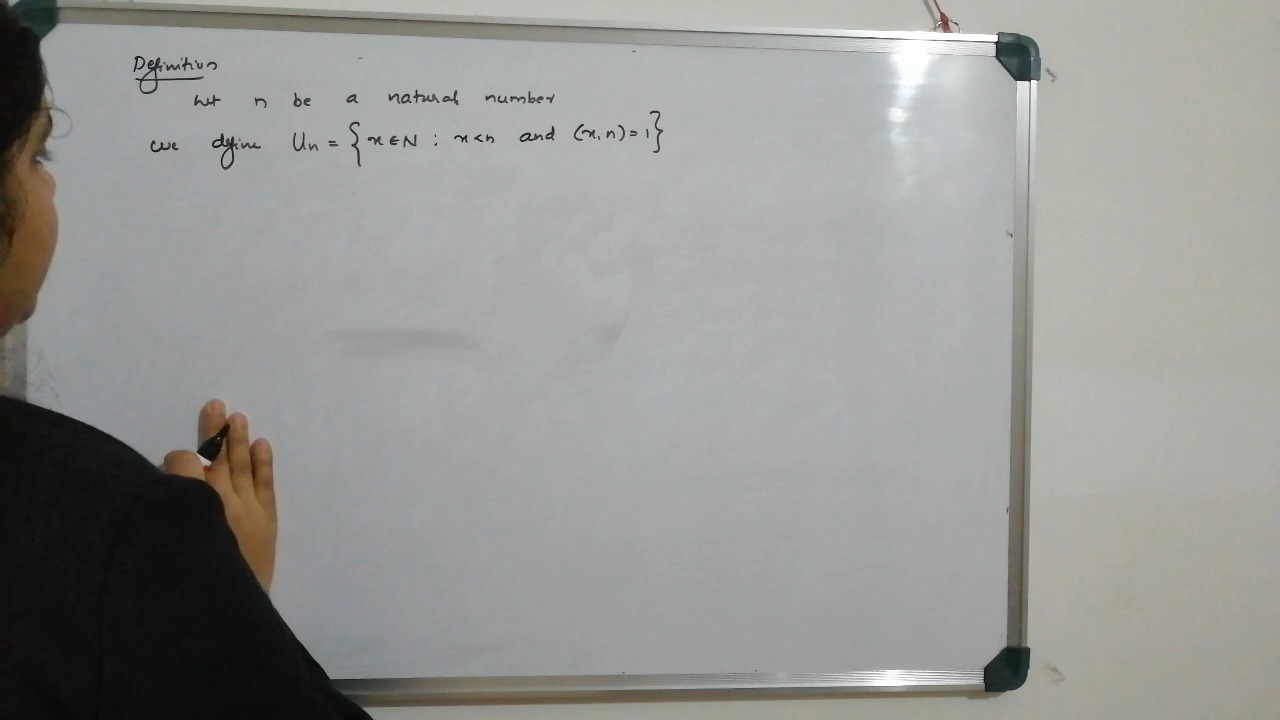 Definition
Let n be a natural number
we define Un = {x ∈ N : x < n and (x, n) = 1}